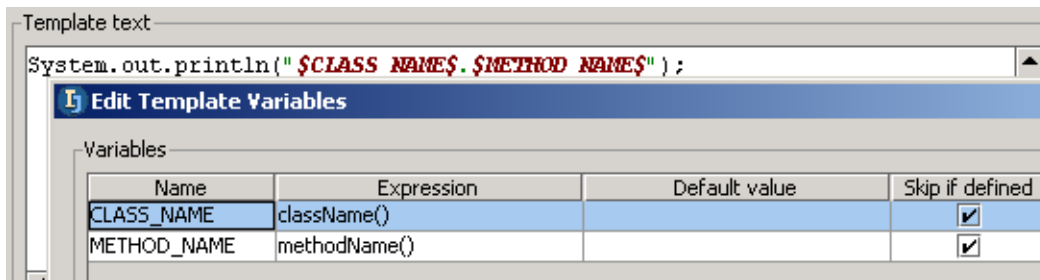 Template text
System.out.println("$CLASS_NAME$.$METHOD_NAME$");
Edit Template Variables
Variables
Name Expression Default value Skip if defined
CLASS_NAME className()
METHOD_NAME methodName()